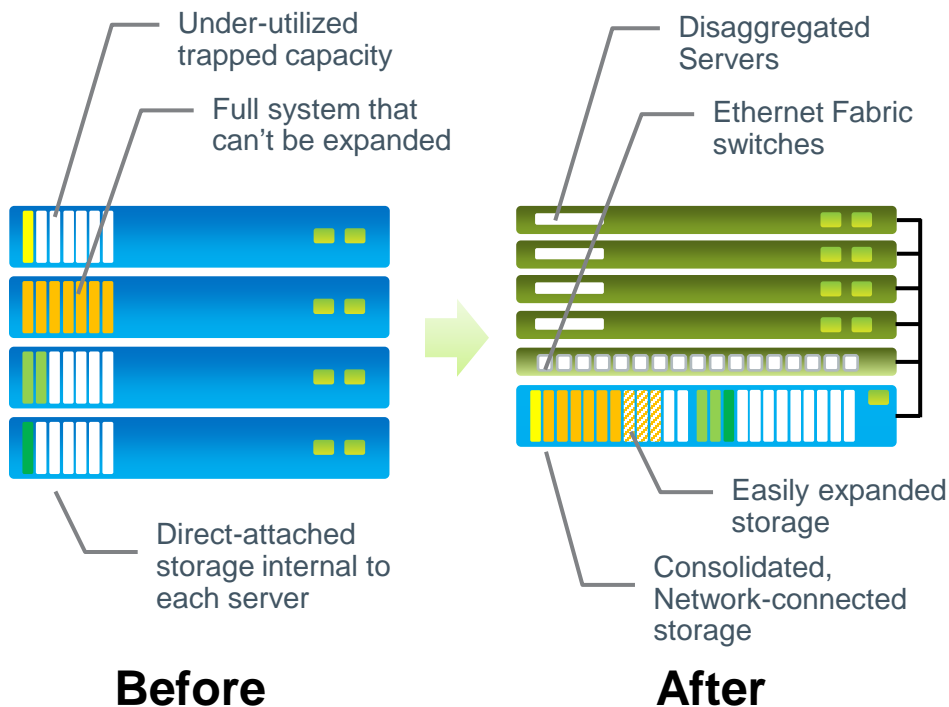 Under-utilized
trapped capacity
Full system that
can't be expanded
Direct-attached
storage internal to
each server
Before
Disaggregated
Servers
Ethernet Fabric
switches
Easily expanded
storage
Consolidated,
Network-connected
storage
After